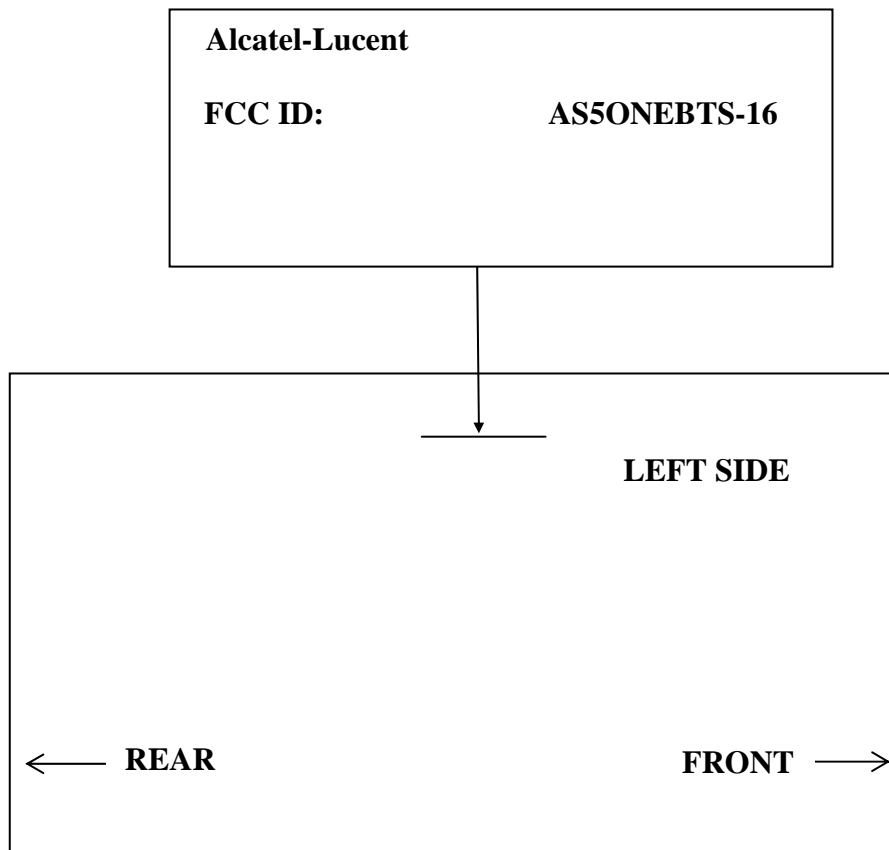 Alcatel-Lucent
FCC ID: AS5ONEBTS-16
LEFT SIDE
REAR FRONT